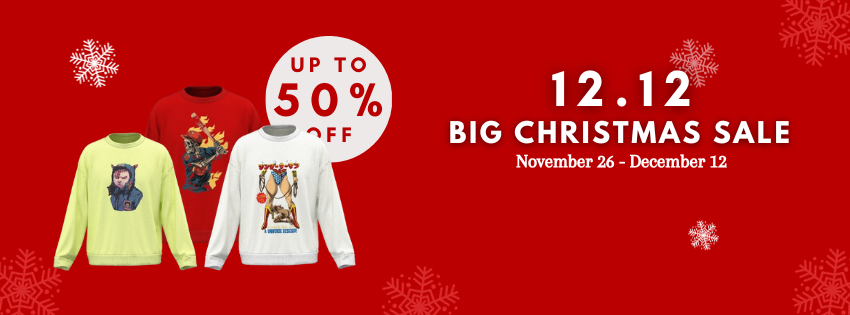 UP TO
50%
OFF
12.12
BIG CHRISTMAS SALE
November 26 - December 12